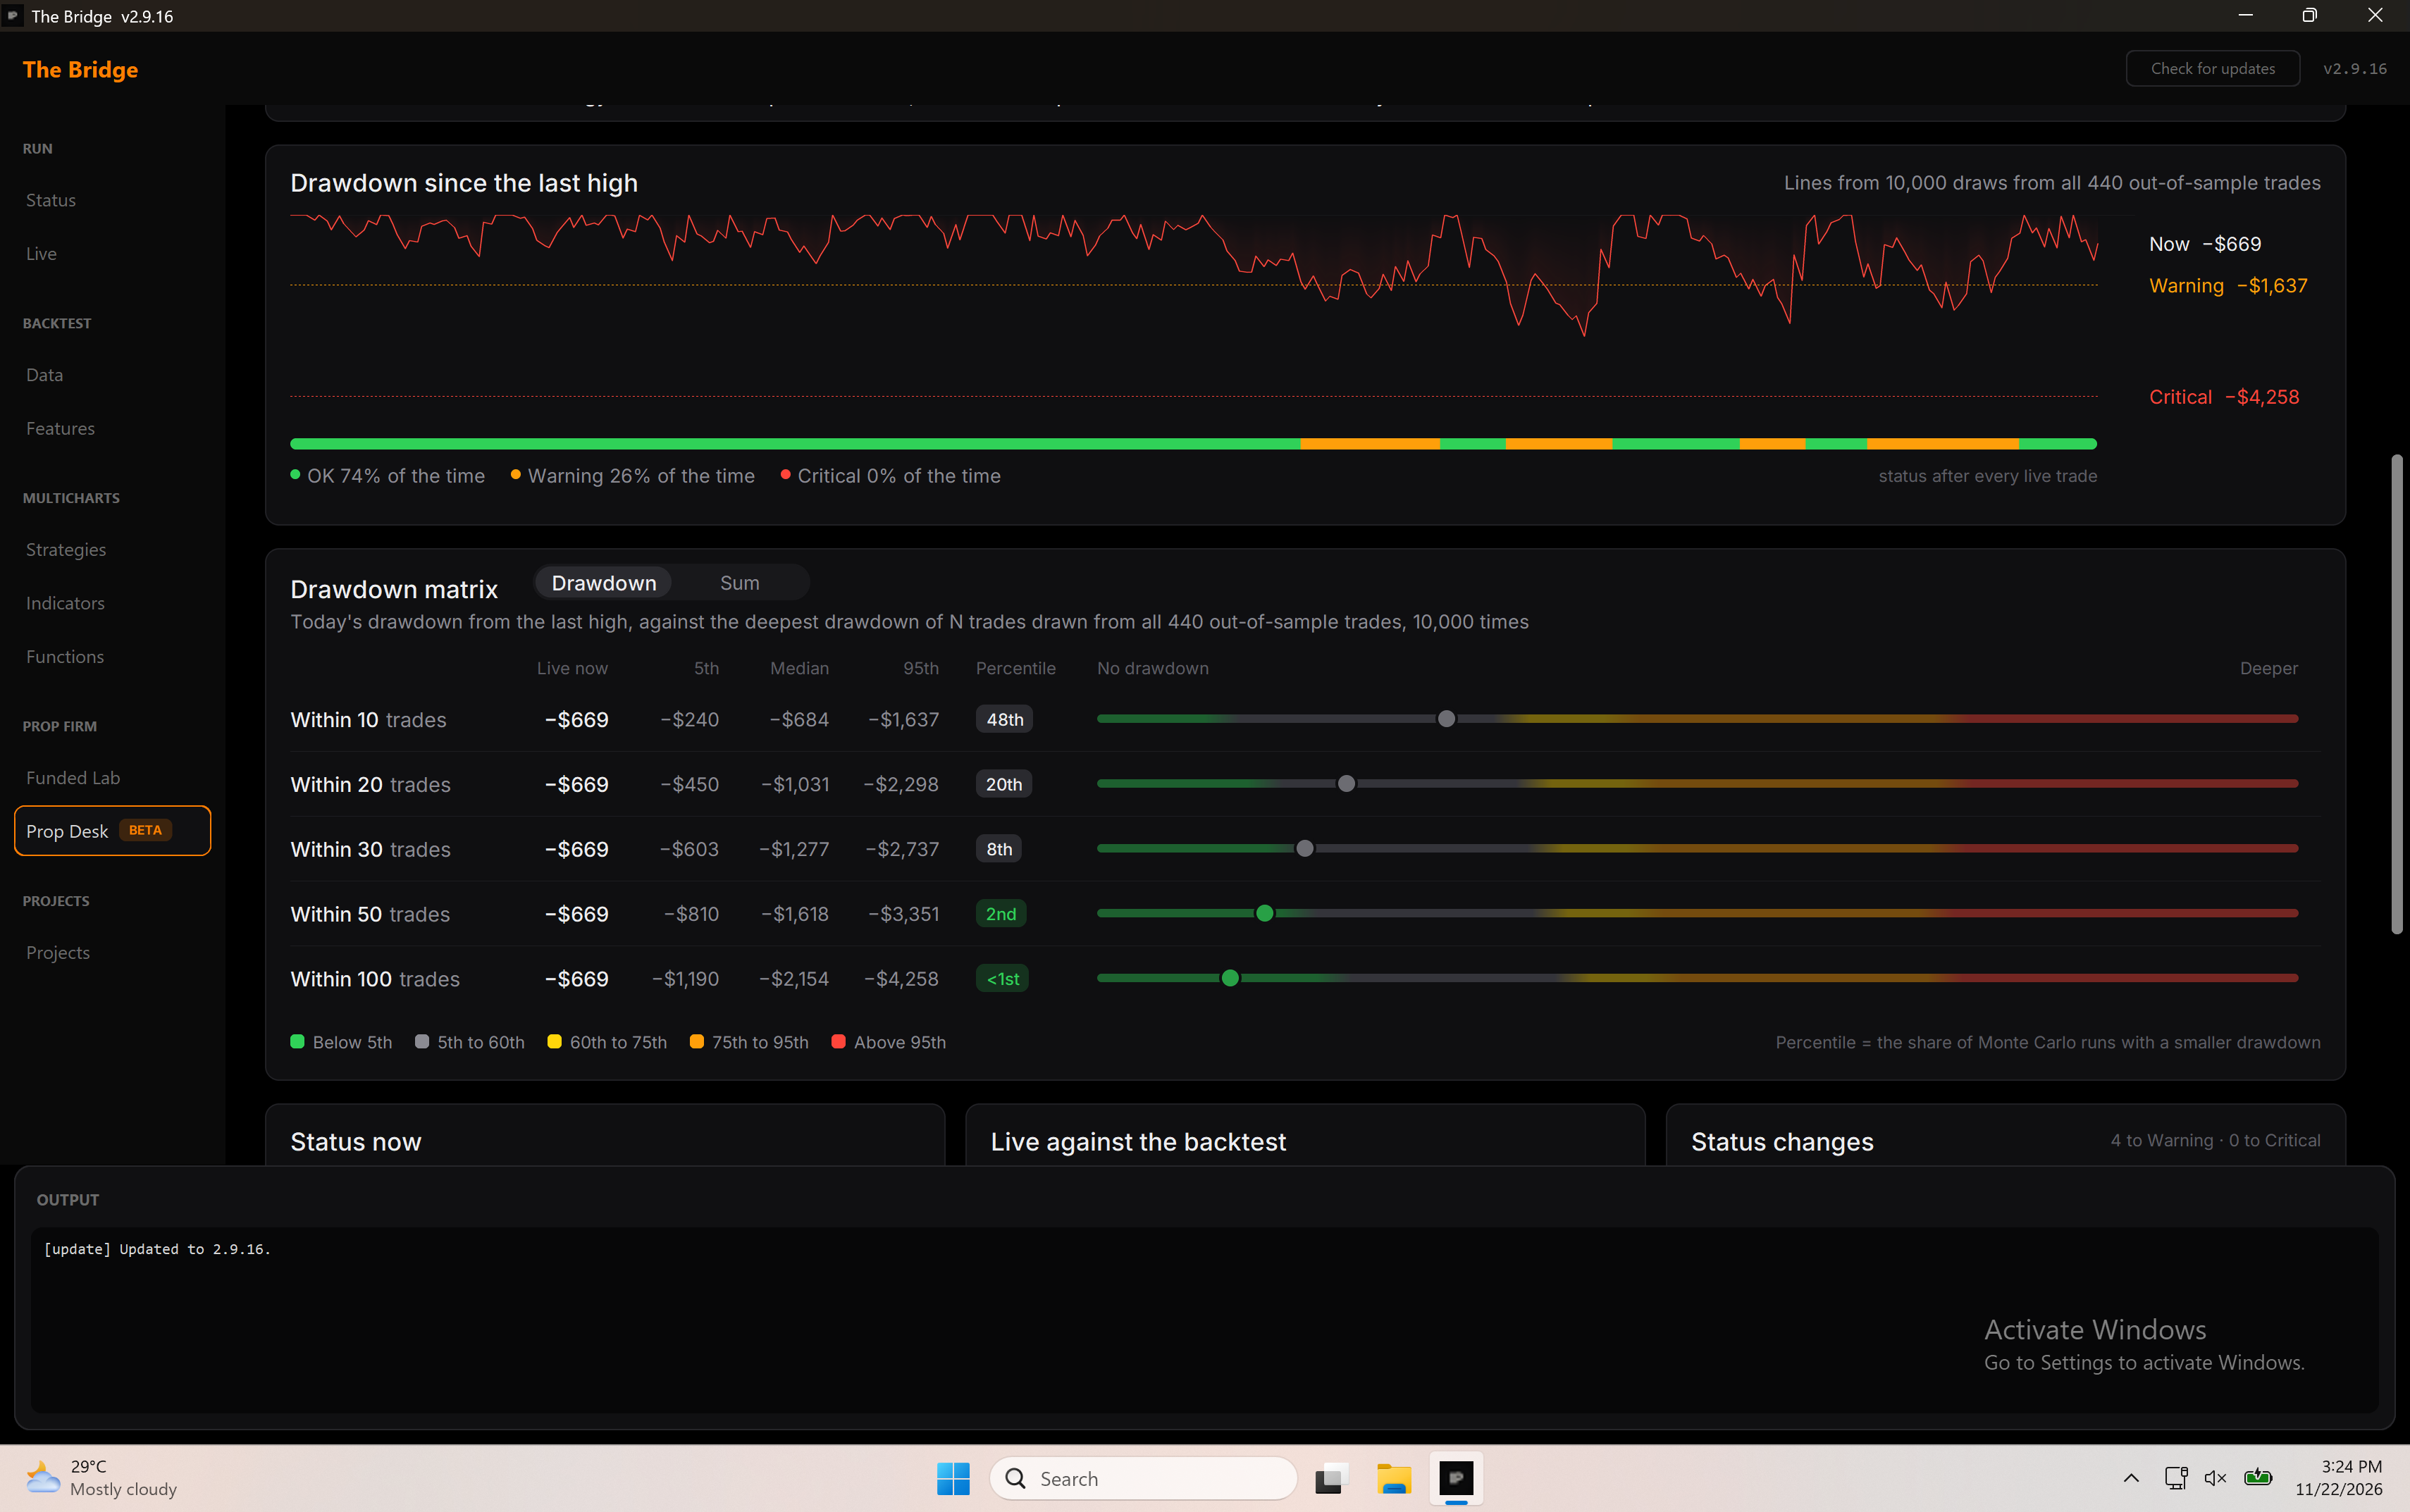 The Bridge v2.9.16
The Bridge
Check for updates
v2.9.16
RUN
Status
Live
BACKTEST
Data
Features
MULTICHARTS
Strategies
Indicators
Functions
PROP FIRM
Funded Lab
Prop Desk BETA
PROJECTS
Projects
Drawdown since the last high
Lines from 10,000 draws from all 440 out-of-sample trades
Now −$669
Warning −$1,637
Critical −$4,258
OK 74% of the time
Warning 26% of the time
Critical 0% of the time
status after every live trade
Drawdown matrix
Drawdown
Sum
Today's drawdown from the last high, against the deepest drawdown of N trades drawn from all 440 out-of-sample trades, 10,000 times
Live now 5th Median 95th Percentile No drawdown Deeper
Within 10 trades −$669 −$240 −$684 −$1,637 48th
Within 20 trades −$669 −$450 −$1,031 −$2,298 20th
Within 30 trades −$669 −$603 −$1,277 −$2,737 8th
Within 50 trades −$669 −$810 −$1,618 −$3,351 2nd
Within 100 trades −$669 −$1,190 −$2,154 −$4,258 <1st
Below 5th 5th to 60th 60th to 75th 75th to 95th Above 95th
Percentile = the share of Monte Carlo runs with a smaller drawdown
Status now
Live against the backtest
Status changes
4 to Warning · 0 to Critical
OUTPUT
[update] Updated to 2.9.16.
Activate Windows
Go to Settings to activate Windows.
29°C
Mostly cloudy
Search
3:24 PM
11/22/2026